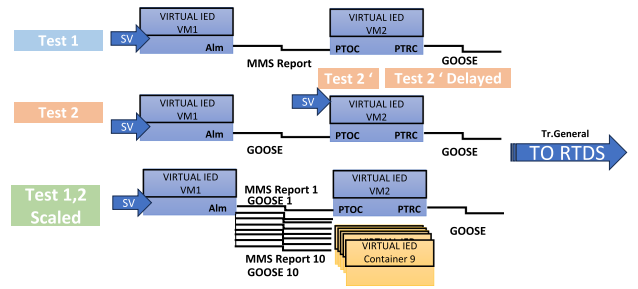 VIRTUAL IED
VM1
VIRTUAL IED
VM2
Test 1
SV
Alm
PTOC
PTRC
MMS Report
GOOSE
Test 2 '
Test 2 ' Delayed
SV
VIRTUAL IED
VM1
VIRTUAL IED
VM2
Test 2
SV
Alm
PTOC
PTRC
GOOSE
GOOSE
Tr.General
TO RTDS
VIRTUAL IED
VM1
VIRTUAL IED
VM2
Test 1,2
Scaled
SV
Alm
MMS Report 1
GOOSE 1
PTOC
PTRC
GOOSE
MMS Report 10
GOOSE 10
VIRTUAL IED
Container 9